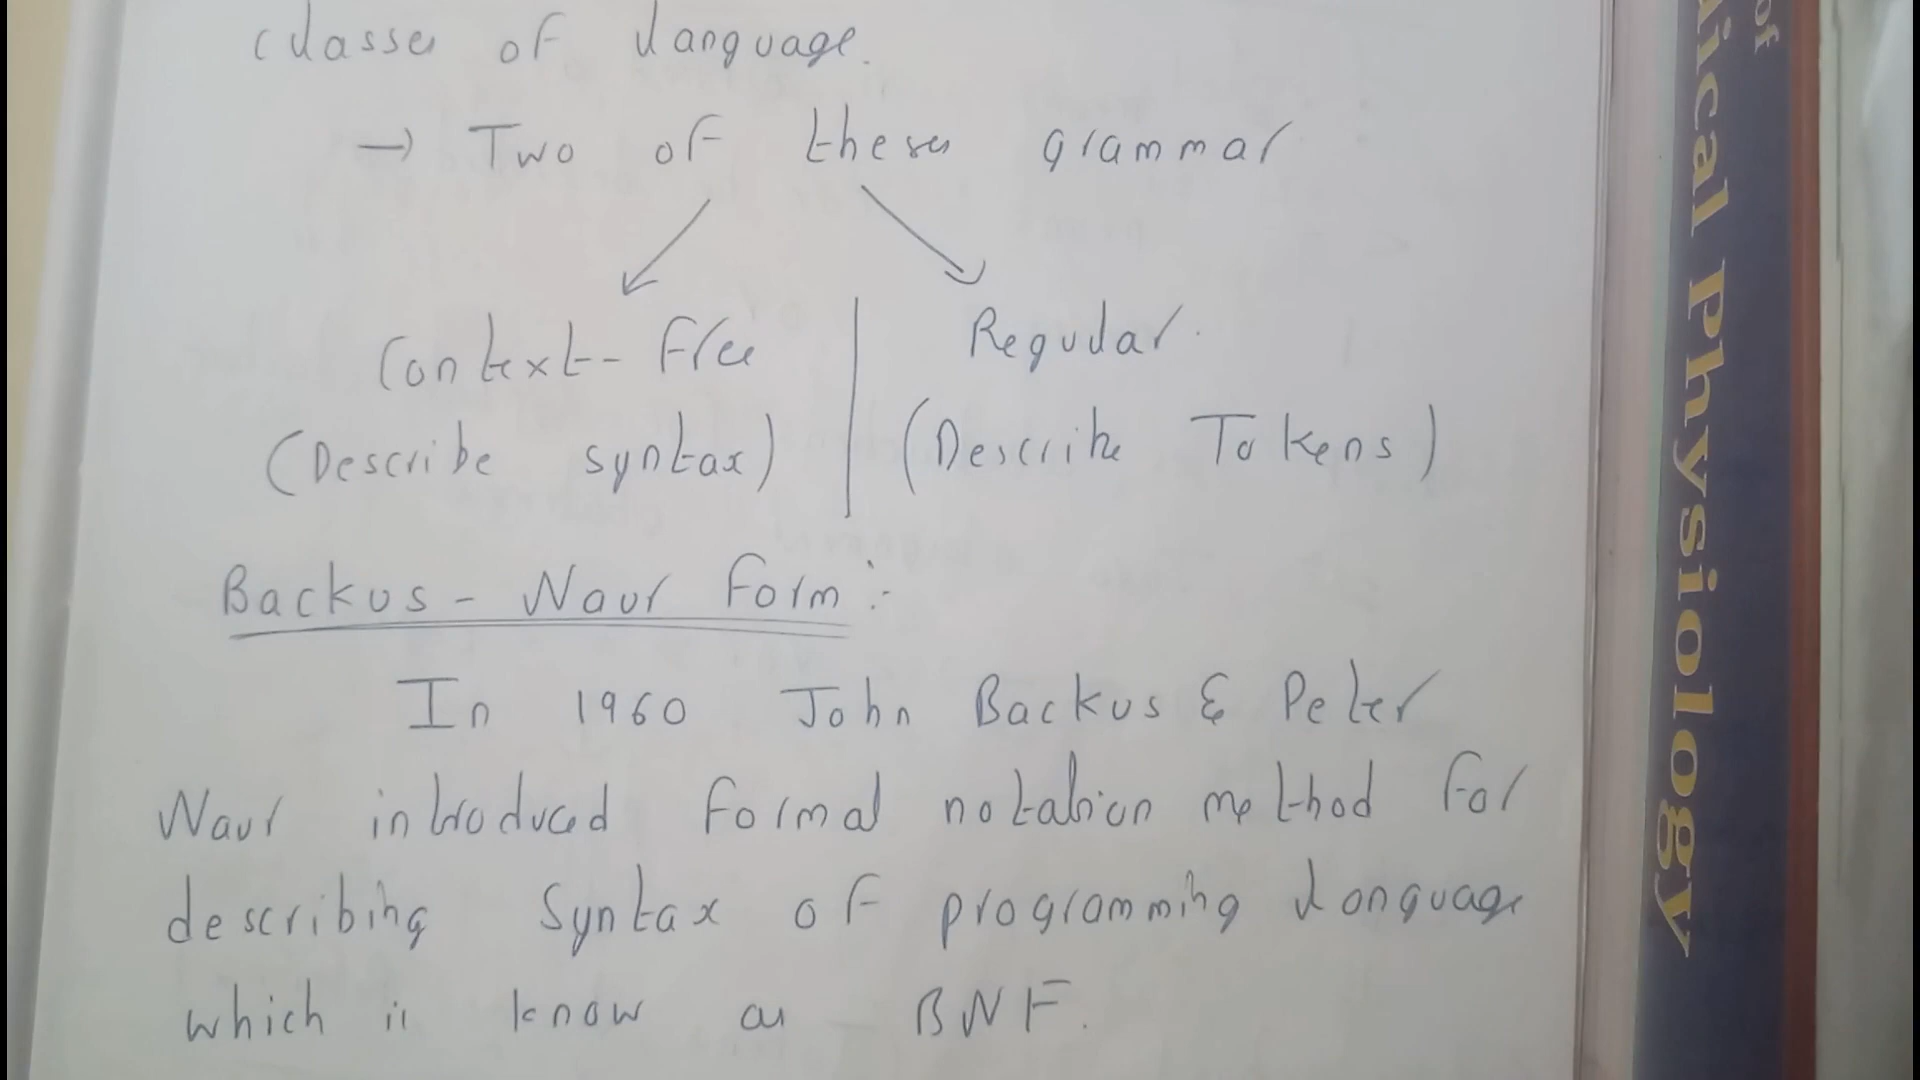 classes of language.
→ Two of theses grammar
Context-Free
Regular.
(Describe syntax)
(Describe Tokens)
Backus - Naur Form :-
In 1960 John Backus & Peter
Naur introduced formal notation method for
describing Syntax of programming language
which is know as BNF.
of
ical Physiology